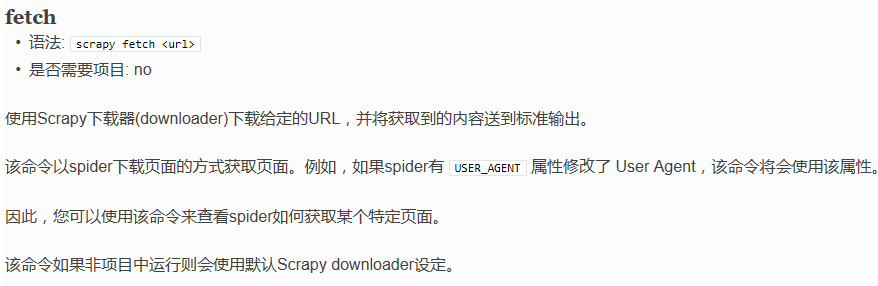 fetch
• 语法: scrapy fetch <url>
• 是否需要项目: no
使用Scrapy下载器(downloader)下载给定的URL，并将获取到的内容送到标准输出。
该命令以spider下载页面的方式获取页面。例如，如果spider有 USER_AGENT 属性修改了 User Agent，该命令将会使用该属性。
因此，您可以使用该命令来查看spider如何获取某个特定页面。
该命令如果非项目中运行则会使用默认Scrapy downloader设定。